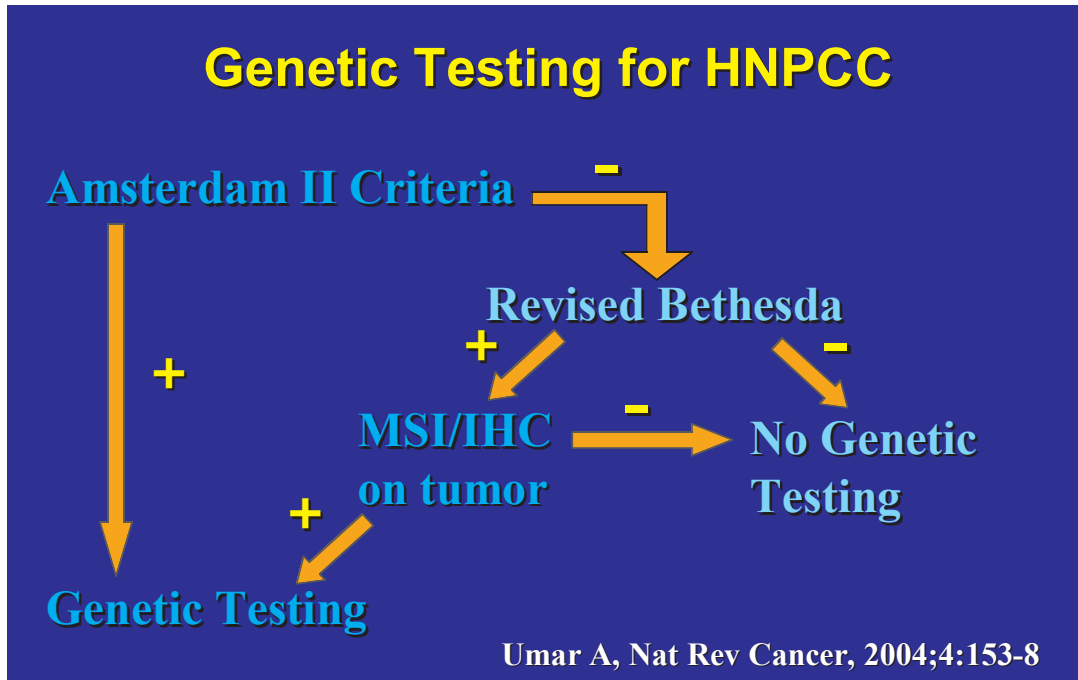 Genetic Testing for HNPCC
-
Amsterdam II Criteria
Revised Bethesda
+
-
+
-
MSI/IHC
on tumor
No Genetic
Testing
+
Genetic Testing
Umar A, Nat Rev Cancer, 2004;4:153-8